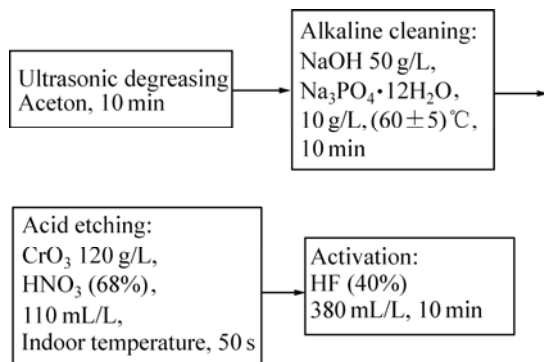 Ultrasonic degreasing
Aceton, 10 min
Alkaline cleaning:
NaOH 50 g/L,
Na₃PO₄·12H₂O,
10 g/L, (60±5)℃,
10 min
Acid etching:
CrO₃ 120 g/L,
HNO₃ (68%),
110 mL/L,
Indoor temperature, 50 s
Activation:
HF (40%)
380 mL/L, 10 min